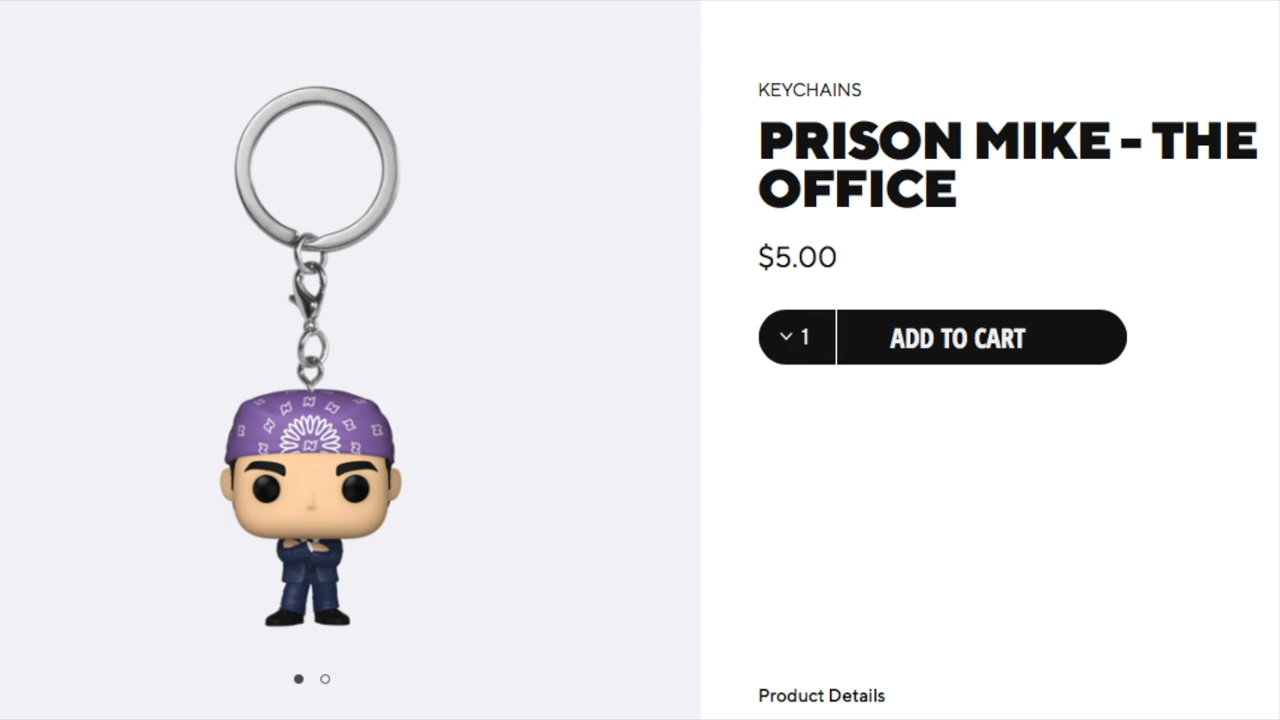 KEYCHAINS
PRISON MIKE - THE
OFFICE
$5.00
1 ADD TO CART
Product Details